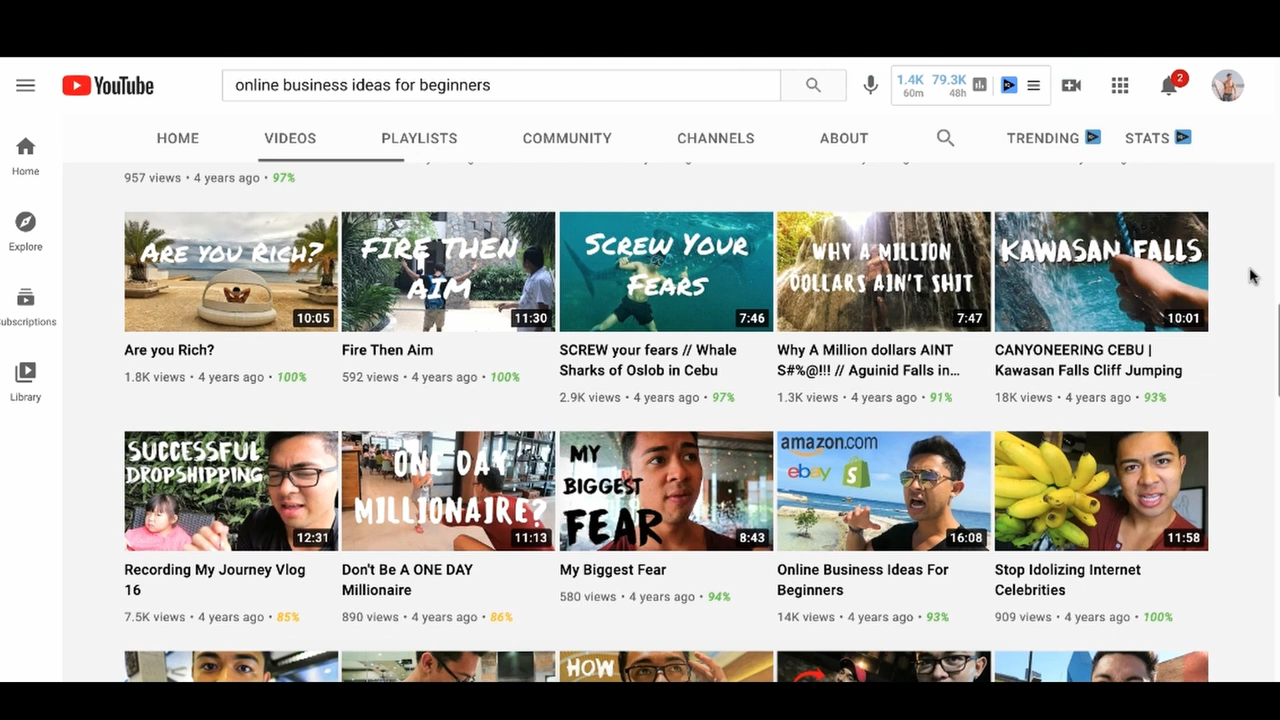 YouTube
online business ideas for beginners
1.4K 79.3K
60m 48h
2
HOME VIDEOS PLAYLISTS COMMUNITY CHANNELS ABOUT TRENDING STATS
Home
Explore
Subscriptions
Library
957 views • 4 years ago • 97%
ARE YOU RICH?
10:05
FIRE THEN
AIM
11:30
SCREW YOUR
FEARS
7:46
WHY A MILLION
DOLLARS AIN'T SHIT
7:47
KAWASAN FALLS
10:01
Are you Rich?
1.8K views • 4 years ago • 100%
Fire Then Aim
592 views • 4 years ago • 100%
SCREW your fears // Whale
Sharks of Oslob in Cebu
2.9K views • 4 years ago • 97%
Why A Million dollars AINT
S#%@!!! // Aguinid Falls in...
1.3K views • 4 years ago • 91%
CANYONEERING CEBU |
Kawasan Falls Cliff Jumping
18K views • 4 years ago • 93%
SUCCESSFUL
DROPSHIPPING
12:31
ONE DAY
MILLIONAIRE?
11:13
MY
BIGGEST
FEAR
8:43
amazon.com
ebay
16:08
11:58
Recording My Journey Vlog
16
7.5K views • 4 years ago • 85%
Don't Be A ONE DAY
Millionaire
890 views • 4 years ago • 86%
My Biggest Fear
580 views • 4 years ago • 94%
Online Business Ideas For
Beginners
14K views • 4 years ago • 93%
Stop Idolizing Internet
Celebrities
909 views • 4 years ago • 100%
HOW